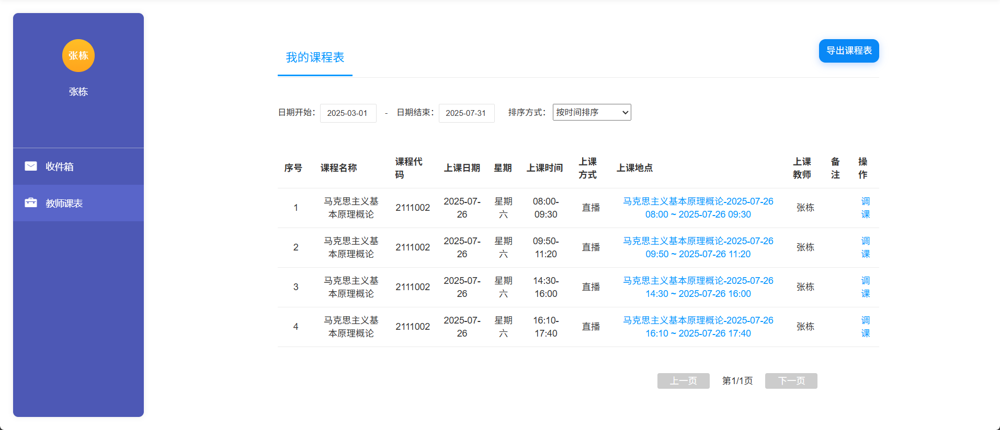 张栋
张栋
收件箱
教师课表
我的课程表
导出课程表
日期开始： 2025-03-01 - 日期结束： 2025-07-31 排序方式： 按时间排序
序号 课程名称 课程代码 上课日期 星期 上课时间 上课方式 上课地点 上课教师 备注 操作
1 马克思主义基本原理概论 2111002 2025-07-26 星期六 08:00-09:30 直播 马克思主义基本原理概论-2025-07-26 08:00 ~ 2025-07-26 09:30 张栋 调课
2 马克思主义基本原理概论 2111002 2025-07-26 星期六 09:50-11:20 直播 马克思主义基本原理概论-2025-07-26 09:50 ~ 2025-07-26 11:20 张栋 调课
3 马克思主义基本原理概论 2111002 2025-07-26 星期六 14:30-16:00 直播 马克思主义基本原理概论-2025-07-26 14:30 ~ 2025-07-26 16:00 张栋 调课
4 马克思主义基本原理概论 2111002 2025-07-26 星期六 16:10-17:40 直播 马克思主义基本原理概论-2025-07-26 16:10 ~ 2025-07-26 17:40 张栋 调课
上一页 第1/1页 下一页